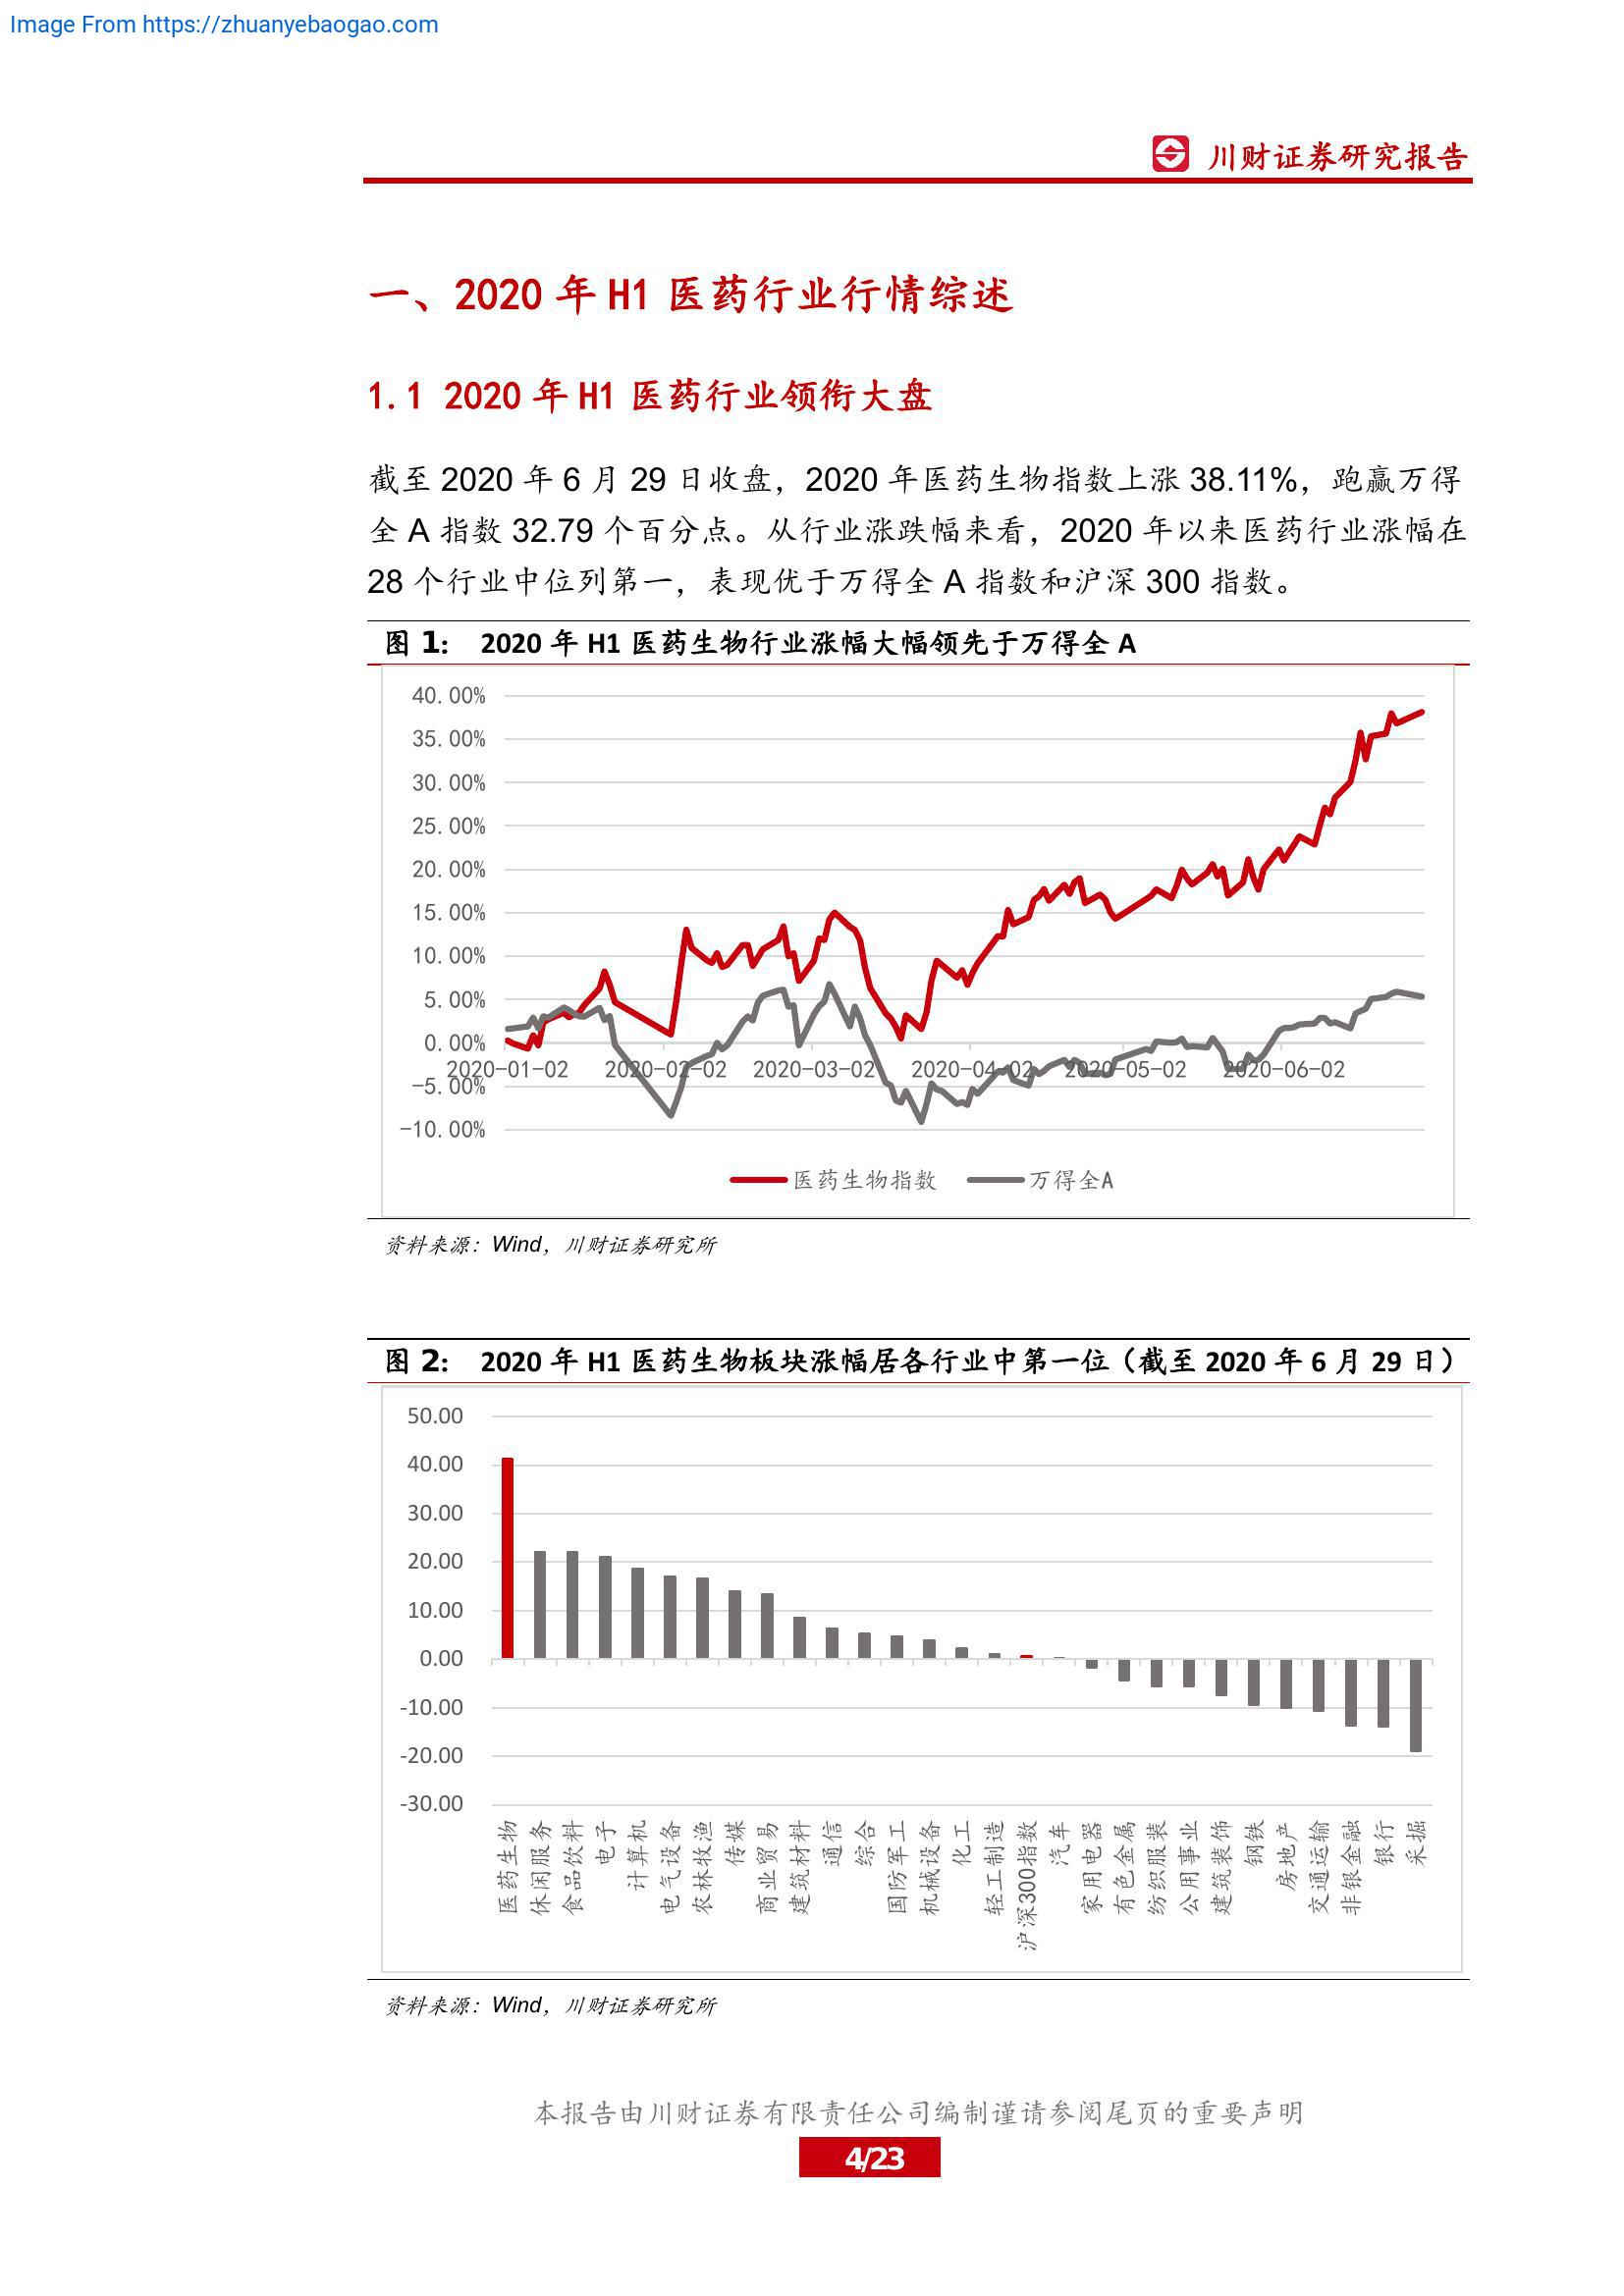 Image From https://zhuanyebaogao.com
川财证券研究报告
一、2020 年 H1 医药行业行情综述
1.1 2020 年 H1 医药行业领衔大盘
截至 2020 年 6 月 29 日收盘，2020 年医药生物指数上涨 38.11%，跑赢万得
全 A 指数 32.79 个百分点。从行业涨跌幅来看，2020 年以来医药行业涨幅在
28 个行业中位列第一，表现优于万得全 A 指数和沪深 300 指数。
图 1： 2020 年 H1 医药生物行业涨幅大幅领先于万得全 A
40.00%
35.00%
30.00%
25.00%
20.00%
15.00%
10.00%
5.00%
0.00%
2020-01-02 2020-02-02 2020-03-02 2020-04-02 2020-05-02 2020-06-02
-5.00%
-10.00%
医药生物指数 万得全A
资料来源：Wind，川财证券研究所
图 2： 2020 年 H1 医药生物板块涨幅居各行业中第一位（截至 2020 年 6 月 29 日）
50.00
40.00
30.00
20.00
10.00
0.00
-10.00
-20.00
-30.00
医药生物
休闲服务
食品饮料
电子
计算机
电气设备
农林牧渔
传媒
商业贸易
建筑材料
通信
综合
国防军工
机械设备
化工
轻工制造
沪深300指数
汽车
家用电器
有色金属
纺织服装
公用事业
建筑装饰
钢铁
房地产
交通运输
非银金融
银行
采掘
资料来源：Wind，川财证券研究所
本报告由川财证券有限责任公司编制谨请参阅尾页的重要声明
4/23